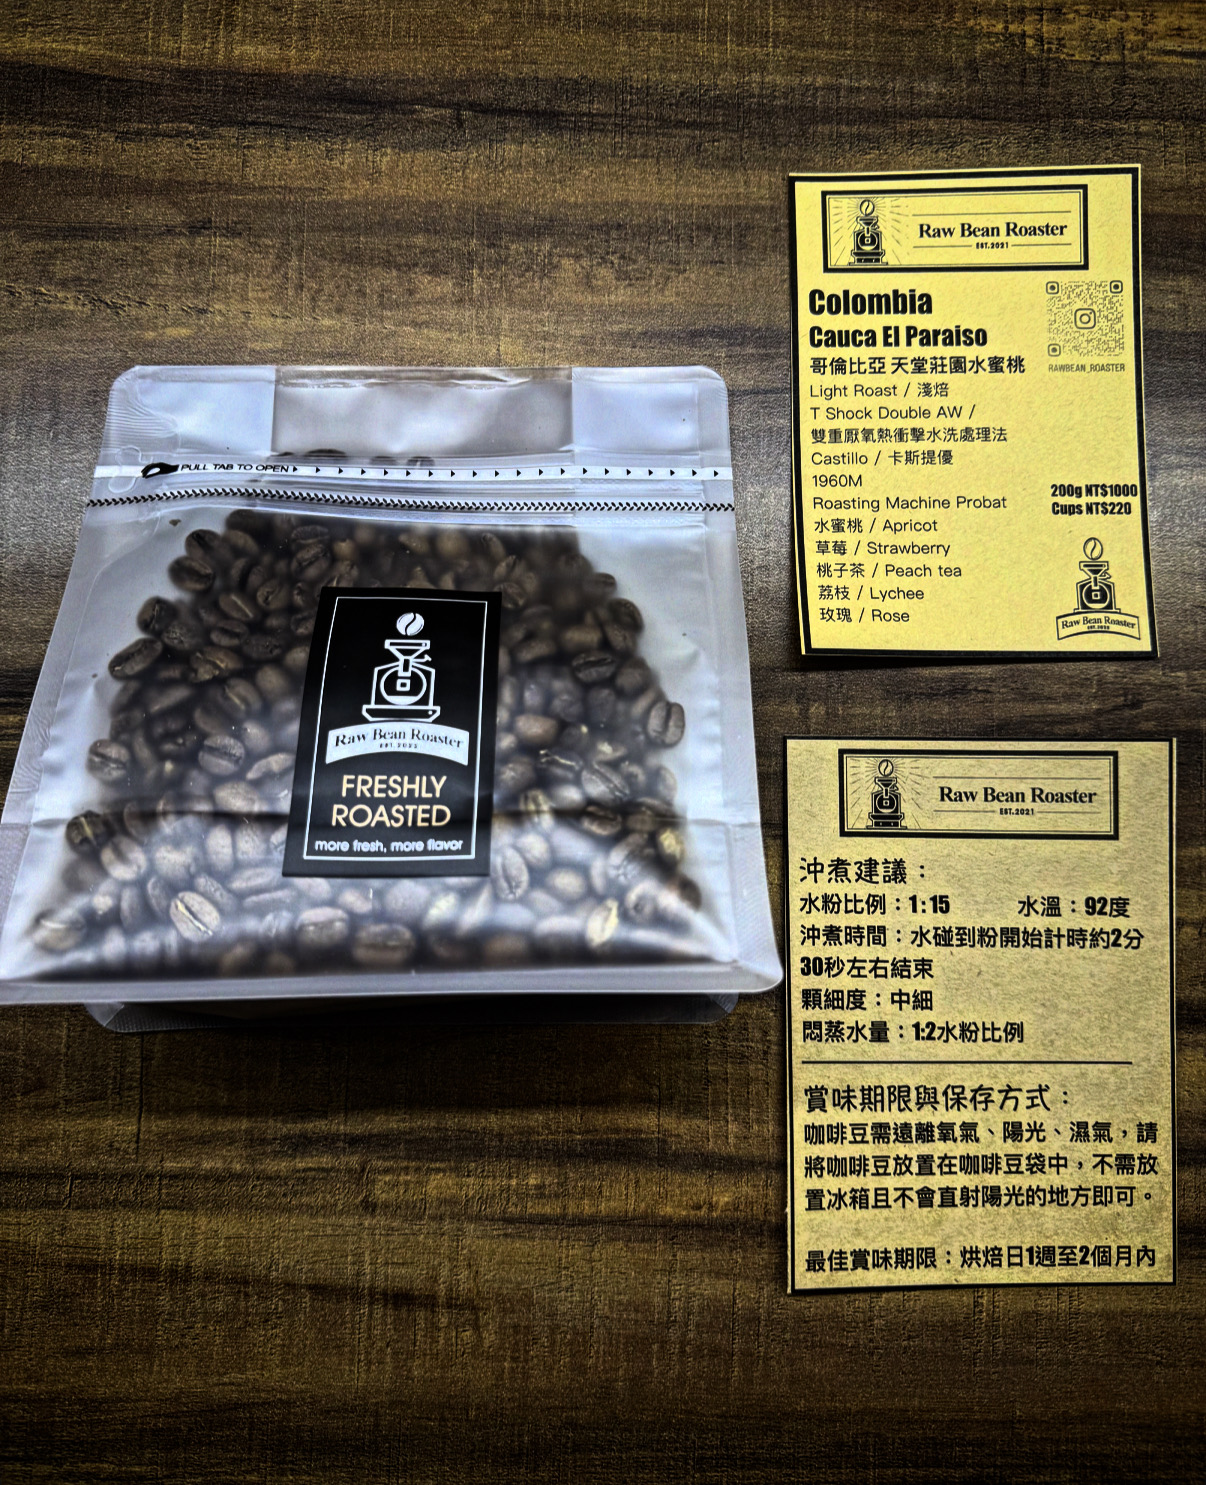 PULL TAB TO OPEN
Raw Bean Roaster
FRESHLY
ROASTED
more fresh, more flavor
Raw Bean Roaster
EST.2021
Colombia
Cauca El Paraiso
哥倫比亞 天堂莊園水蜜桃
RAWBEAN_ROASTER
Light Roast / 淺焙
T Shock Double AW /
雙重厭氧熱衝擊水洗處理法
Castillo / 卡斯提優
1960M
Roasting Machine Probat
200g NT$1000
Cups NT$220
水蜜桃 / Apricot
草莓 / Strawberry
桃子茶 / Peach tea
荔枝 / Lychee
玫瑰 / Rose
Raw Bean Roaster
Raw Bean Roaster
EST.2021
沖煮建議：
水粉比例：1:15 水溫：92度
沖煮時間：水碰到粉開始計時約2分
30秒左右結束
顆細度：中細
悶蒸水量：1:2水粉比例
賞味期限與保存方式：
咖啡豆需遠離氧氣、陽光、濕氣，請
將咖啡豆放置在咖啡豆袋中，不需放
置冰箱且不會直射陽光的地方即可。
最佳賞味期限：烘焙日1週至2個月內